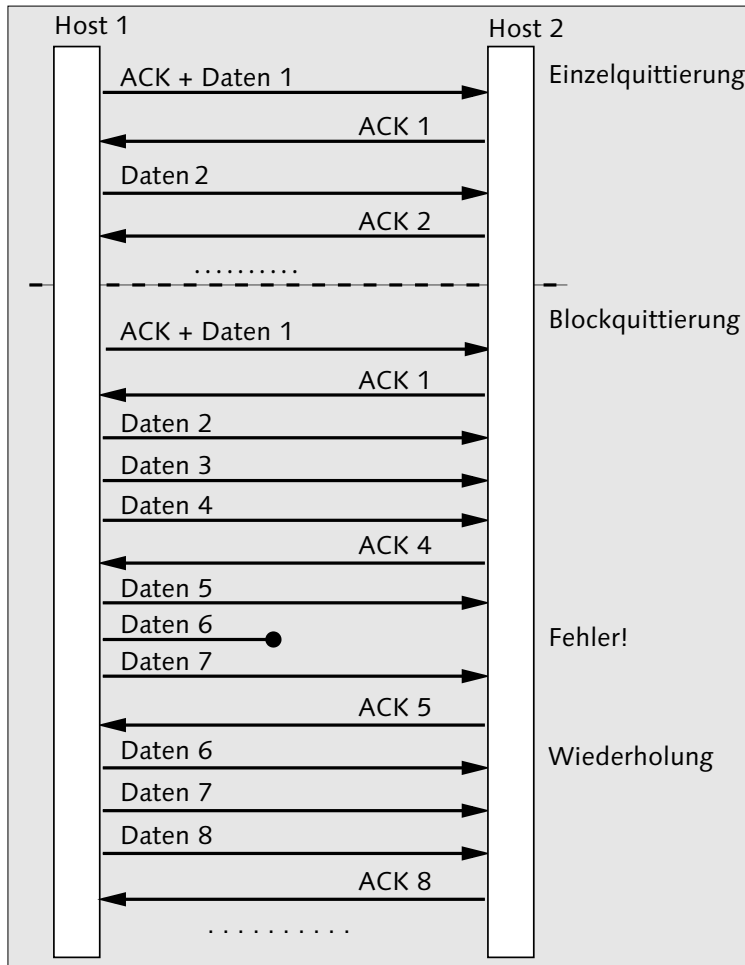 Host 1
Host 2
ACK + Daten 1
Einzelquittierung
ACK 1
Daten 2
ACK 2
. . . . . . . . . .
Blockquittierung
ACK + Daten 1
ACK 1
Daten 2
Daten 3
Daten 4
ACK 4
Daten 5
Daten 6
Fehler!
Daten 7
ACK 5
Daten 6
Wiederholung
Daten 7
Daten 8
ACK 8
. . . . . . . . . .